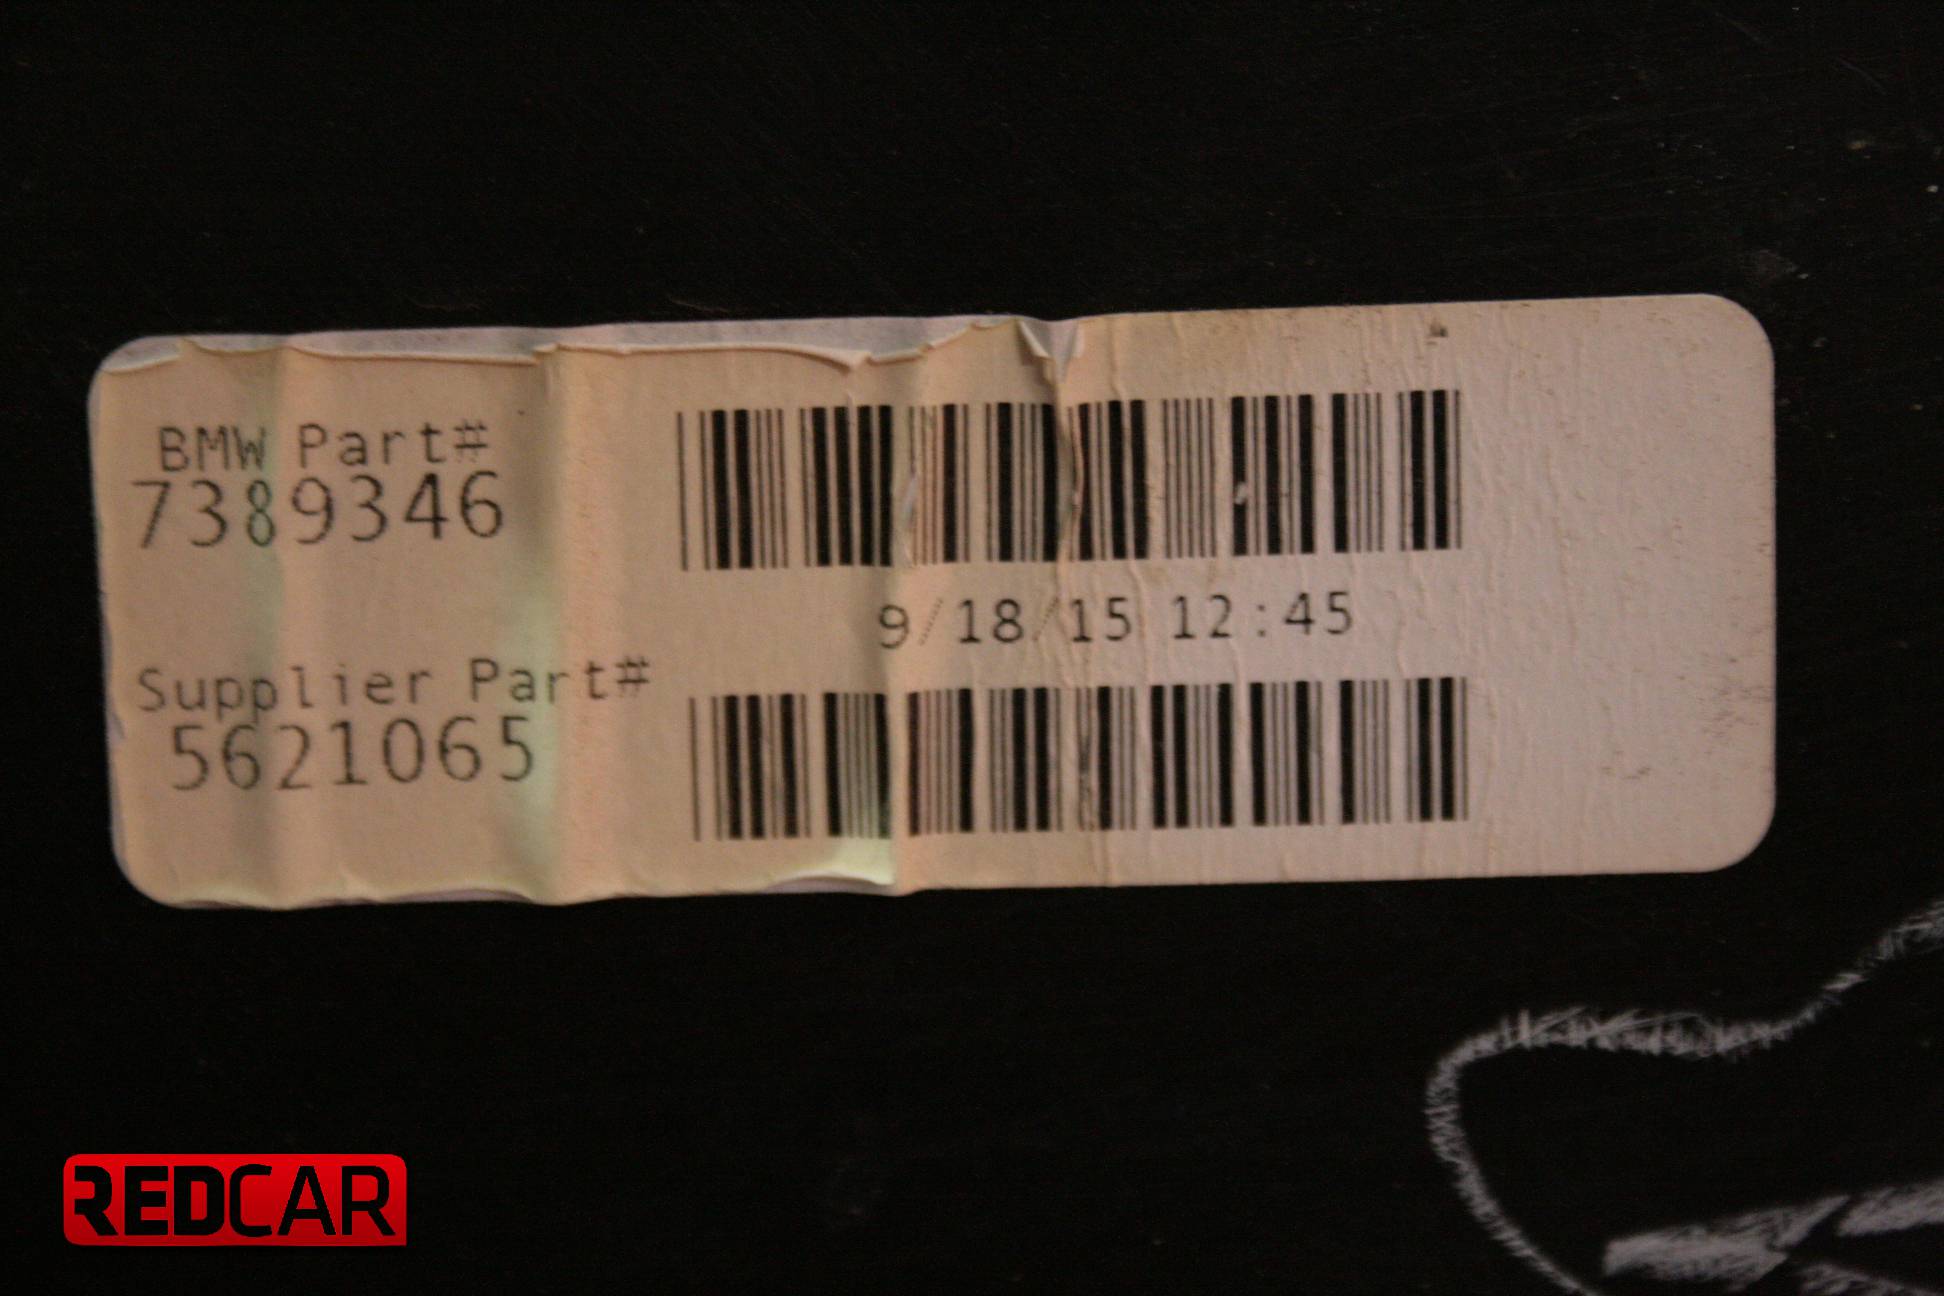 BMW Part#
7389346
9/18/15 12:45
Supplier Part#
5621065
REDCAR